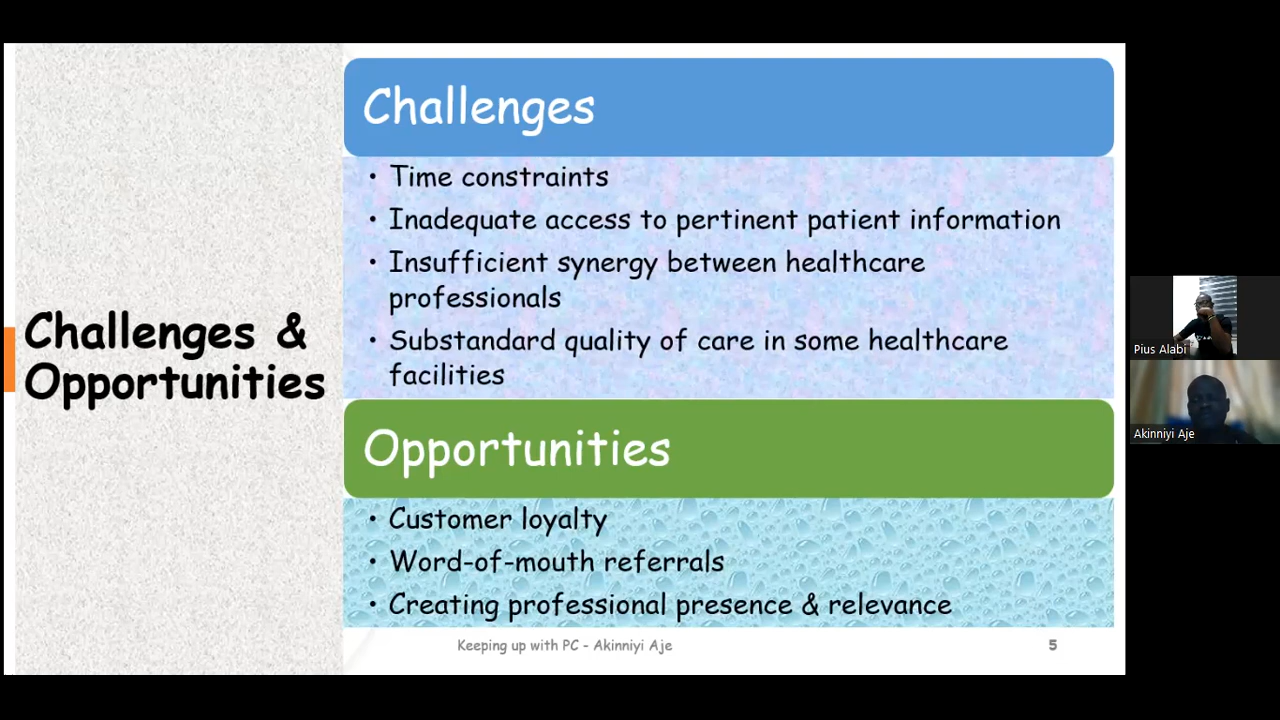 Challenges &
Opportunities
Challenges
• Time constraints
• Inadequate access to pertinent patient information
• Insufficient synergy between healthcare
professionals
• Substandard quality of care in some healthcare
facilities
Opportunities
• Customer loyalty
• Word-of-mouth referrals
• Creating professional presence & relevance
Keeping up with PC - Akinniyi Aje
5
Pius Alabi
Akinniyi Aje